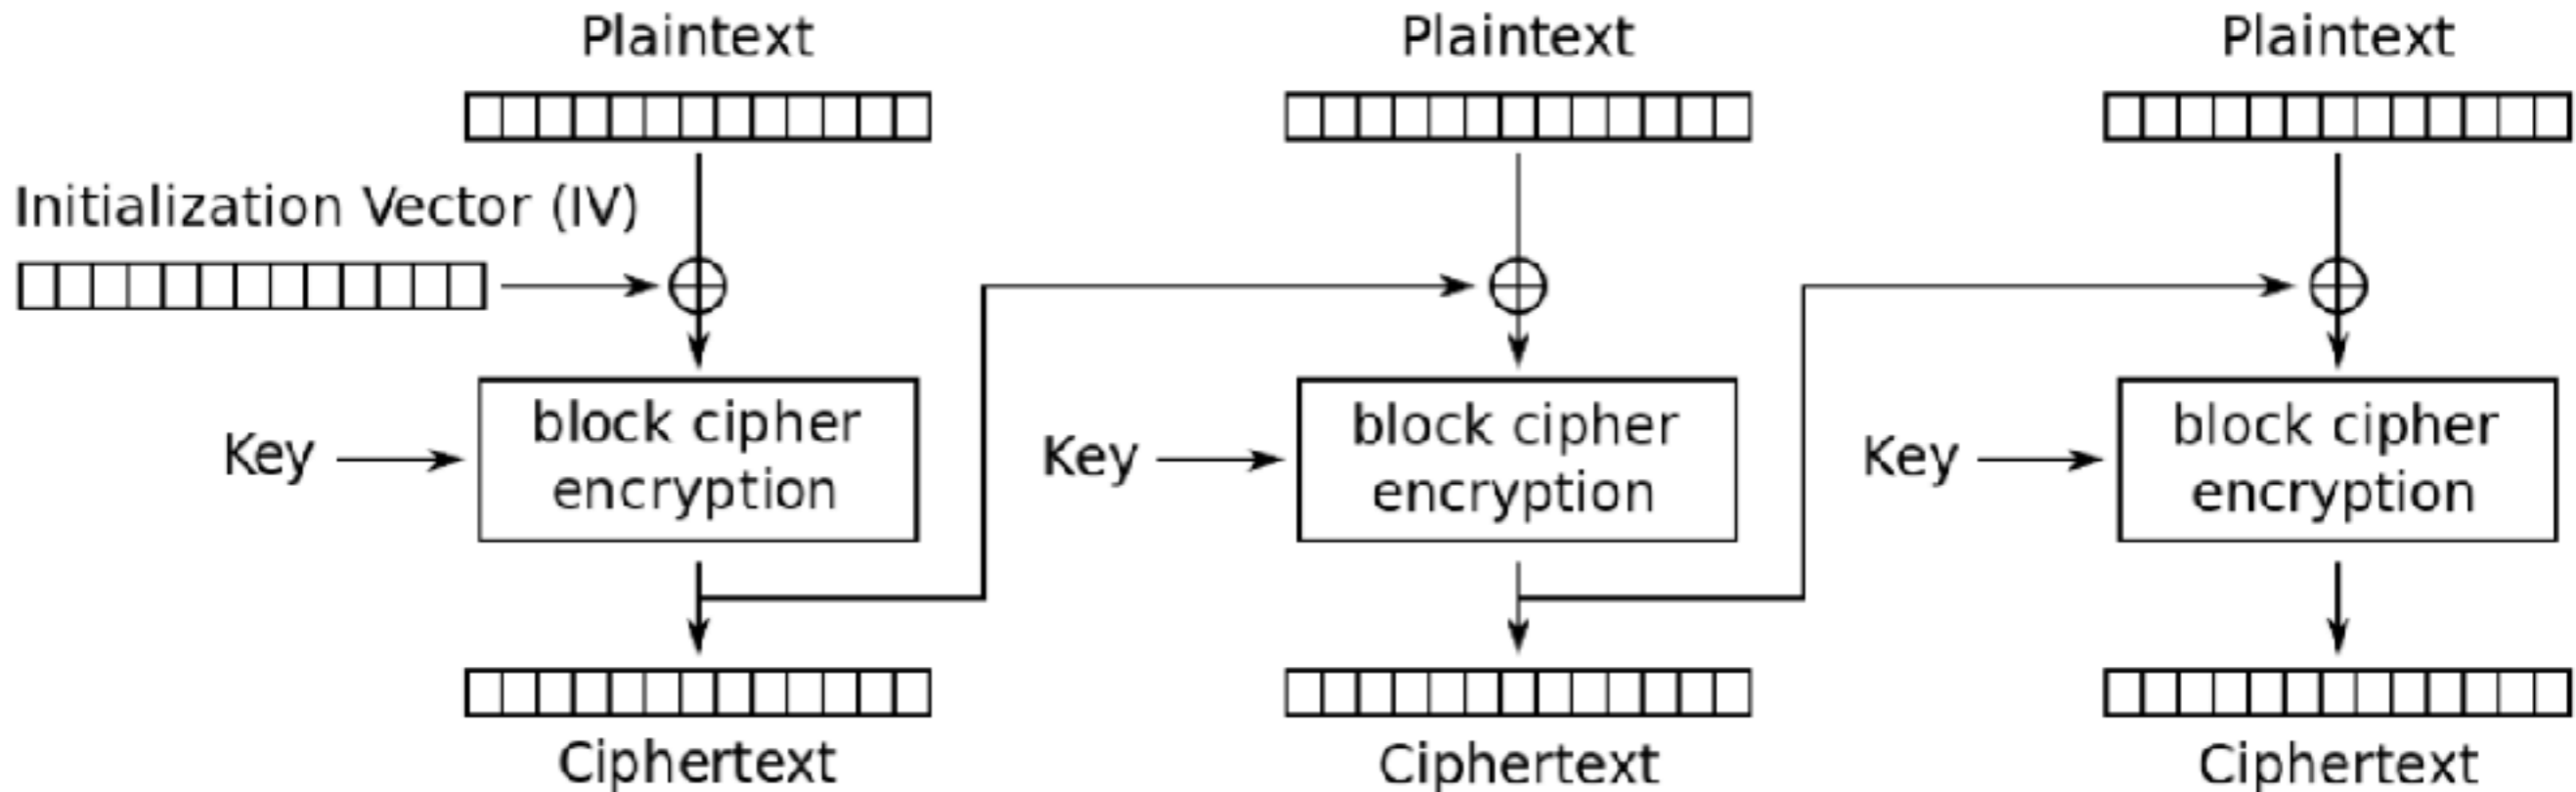 Plaintext
Plaintext
Plaintext
Initialization Vector (IV)
Key
block cipher
encryption
Key
block cipher
encryption
Key
block cipher
encryption
Ciphertext
Ciphertext
Ciphertext